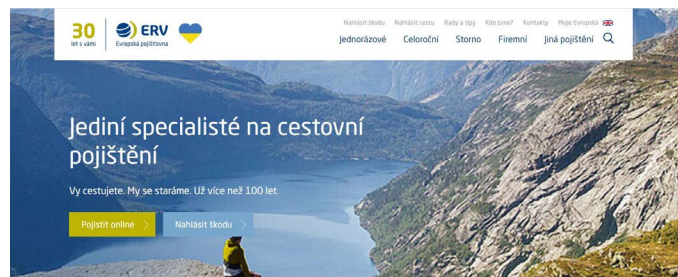 30
let s vámi
ERV
Evropská pojišťovna
Nahlásit škodu Nahlásit cestu Rady a tipy Kdo jsme? Kontakty Moje Evropská
Jednorázové Celoroční Storno Firemní Jiná pojištění
Jediní specialisté na cestovní
pojištění
Vy cestujete. My se staráme. Už více než 100 let.
Pojistit online
Nahlásit škodu